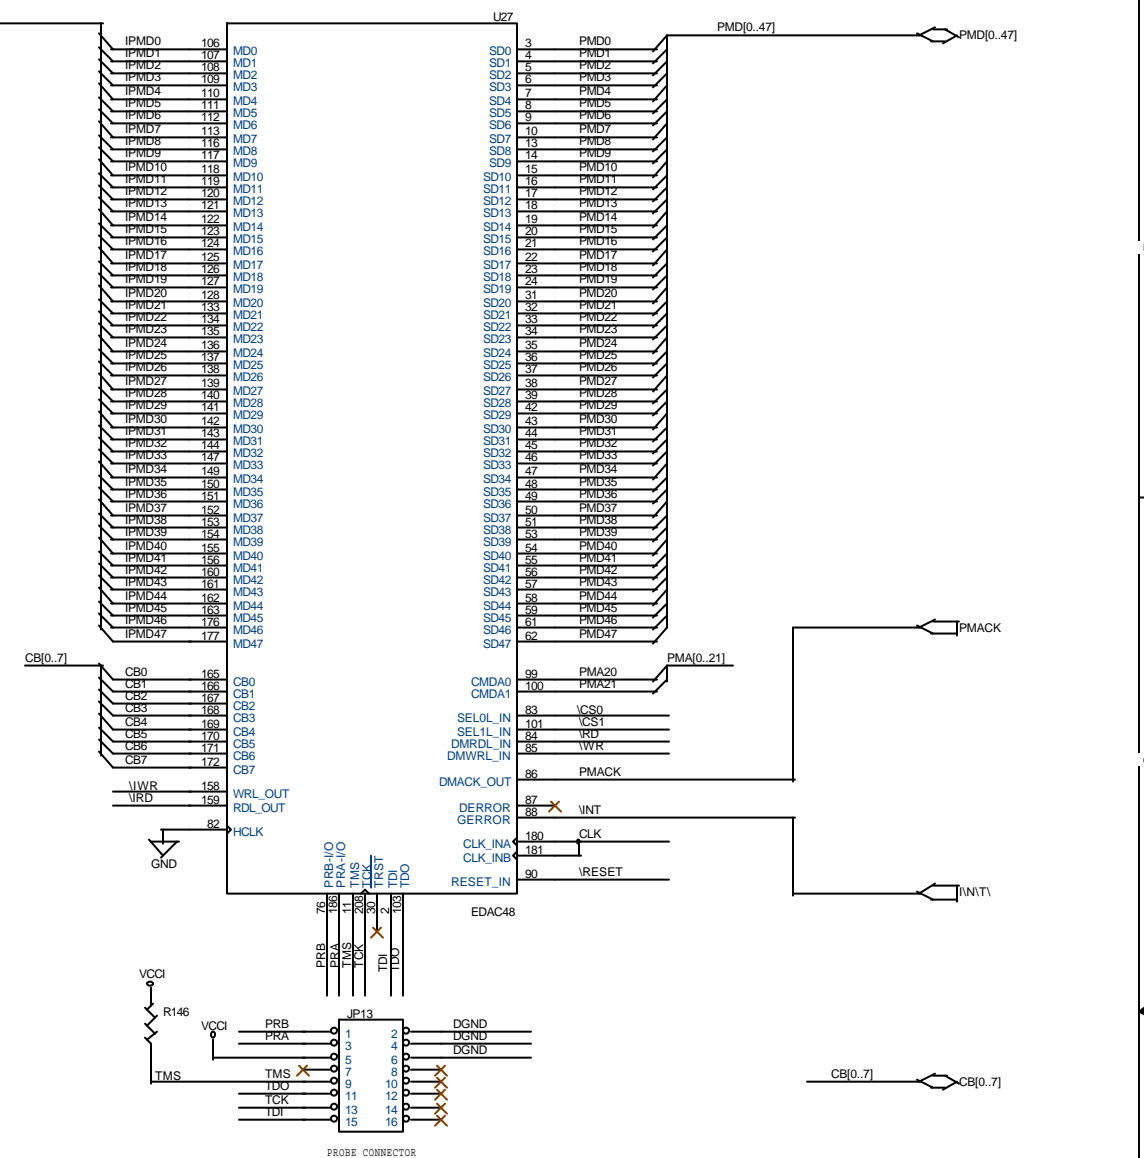 U27
PMD[0..47]
PMD[0..47]
IPMD0 106 MD0 SD0 3 PMD0
IPMD1 107 MD1 SD1 4 PMD1
IPMD2 108 MD2 SD2 5 PMD2
IPMD3 109 MD3 SD3 6 PMD3
IPMD4 110 MD4 SD4 7 PMD4
IPMD5 111 MD5 SD5 8 PMD5
IPMD6 112 MD6 SD6 9 PMD6
IPMD7 113 MD7 SD7 10 PMD7
IPMD8 116 MD8 SD8 13 PMD8
IPMD9 117 MD9 SD9 14 PMD9
IPMD10 118 MD10 SD10 15 PMD10
IPMD11 119 MD11 SD11 16 PMD11
IPMD12 120 MD12 SD12 17 PMD12
IPMD13 121 MD13 SD13 18 PMD13
IPMD14 122 MD14 SD14 19 PMD14
IPMD15 123 MD15 SD15 20 PMD15
IPMD16 124 MD16 SD16 21 PMD16
IPMD17 125 MD17 SD17 22 PMD17
IPMD18 126 MD18 SD18 23 PMD18
IPMD19 127 MD19 SD19 24 PMD19
IPMD20 128 MD20 SD20 31 PMD20
IPMD21 133 MD21 SD21 32 PMD21
IPMD22 134 MD22 SD22 33 PMD22
IPMD23 135 MD23 SD23 34 PMD23
IPMD24 136 MD24 SD24 35 PMD24
IPMD25 137 MD25 SD25 36 PMD25
IPMD26 138 MD26 SD26 37 PMD26
IPMD27 139 MD27 SD27 38 PMD27
IPMD28 140 MD28 SD28 39 PMD28
IPMD29 141 MD29 SD29 42 PMD29
IPMD30 142 MD30 SD30 43 PMD30
IPMD31 143 MD31 SD31 44 PMD31
IPMD32 144 MD32 SD32 45 PMD32
IPMD33 147 MD33 SD33 46 PMD33
IPMD34 149 MD34 SD34 47 PMD34
IPMD35 150 MD35 SD35 48 PMD35
IPMD36 151 MD36 SD36 49 PMD36
IPMD37 152 MD37 SD37 50 PMD37
IPMD38 153 MD38 SD38 51 PMD38
IPMD39 154 MD39 SD39 53 PMD39
IPMD40 155 MD40 SD40 54 PMD40
IPMD41 156 MD41 SD41 55 PMD41
IPMD42 160 MD42 SD42 56 PMD42
IPMD43 161 MD43 SD43 57 PMD43
IPMD44 162 MD44 SD44 58 PMD44
IPMD45 163 MD45 SD45 59 PMD45
IPMD46 176 MD46 SD46 61 PMD46
IPMD47 177 MD47 SD47 62 PMD47
PMACK
CB[0..7]
PMA[0..21]
CB0 165 CB0 CMDA0 99 PMA20
CB1 166 CB1 CMDA1 100 PMA21
CB2 167 CB2
CB3 168 CB3 SEL0L_IN 83 \CS0
CB4 169 CB4 SEL1L_IN 101 \CS1
CB5 170 CB5 DMRDL_IN 84 \RD
CB6 171 CB6 DMWRL_IN 85 \WR
CB7 172 CB7
DMACK_OUT 86 PMACK
\IWR 158 WRL_OUT
\IRD 159 RDL_OUT DERROR 87
GERROR 88 \INT
82 HCLK
GND
CLK_INA 180 CLK
CLK_INB 181
RESET_IN 90 \RESET
I\N\T\
EDAC48
PRB-I/O PRA-I/O TMS TCK TRST TDI TDO
76 186 11 208 30 2 103
PRB PRA TMS TCK TDI TDO
VCCI
R146
VCCI
JP13
PRB 1 2 DGND
PRA 3 4 DGND
5 6 DGND
7 8
TMS TMS 9 10
TDO 11 12
TCK 13 14
TDI 15 16
CB[0..7]
CB[0..7]
PROBE CONNECTOR